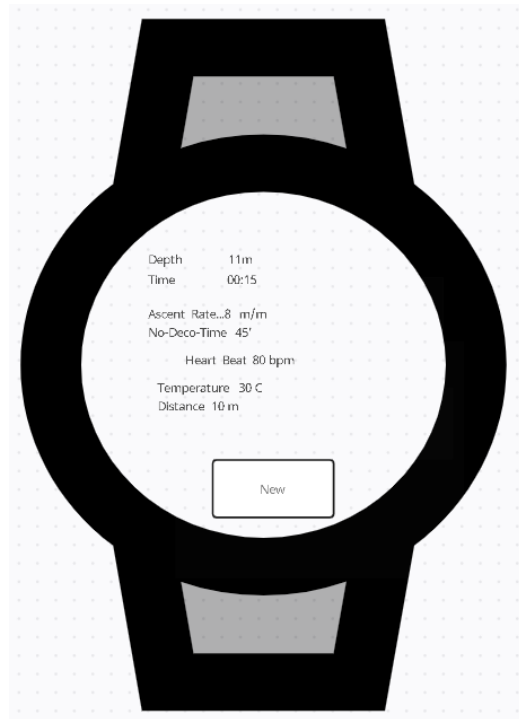 Depth 11m
Time 00:15
Ascent Rate...8 m/m
No-Deco-Time 45'
Heart Beat 80 bpm
Temperature 30 C
Distance 10 m
New